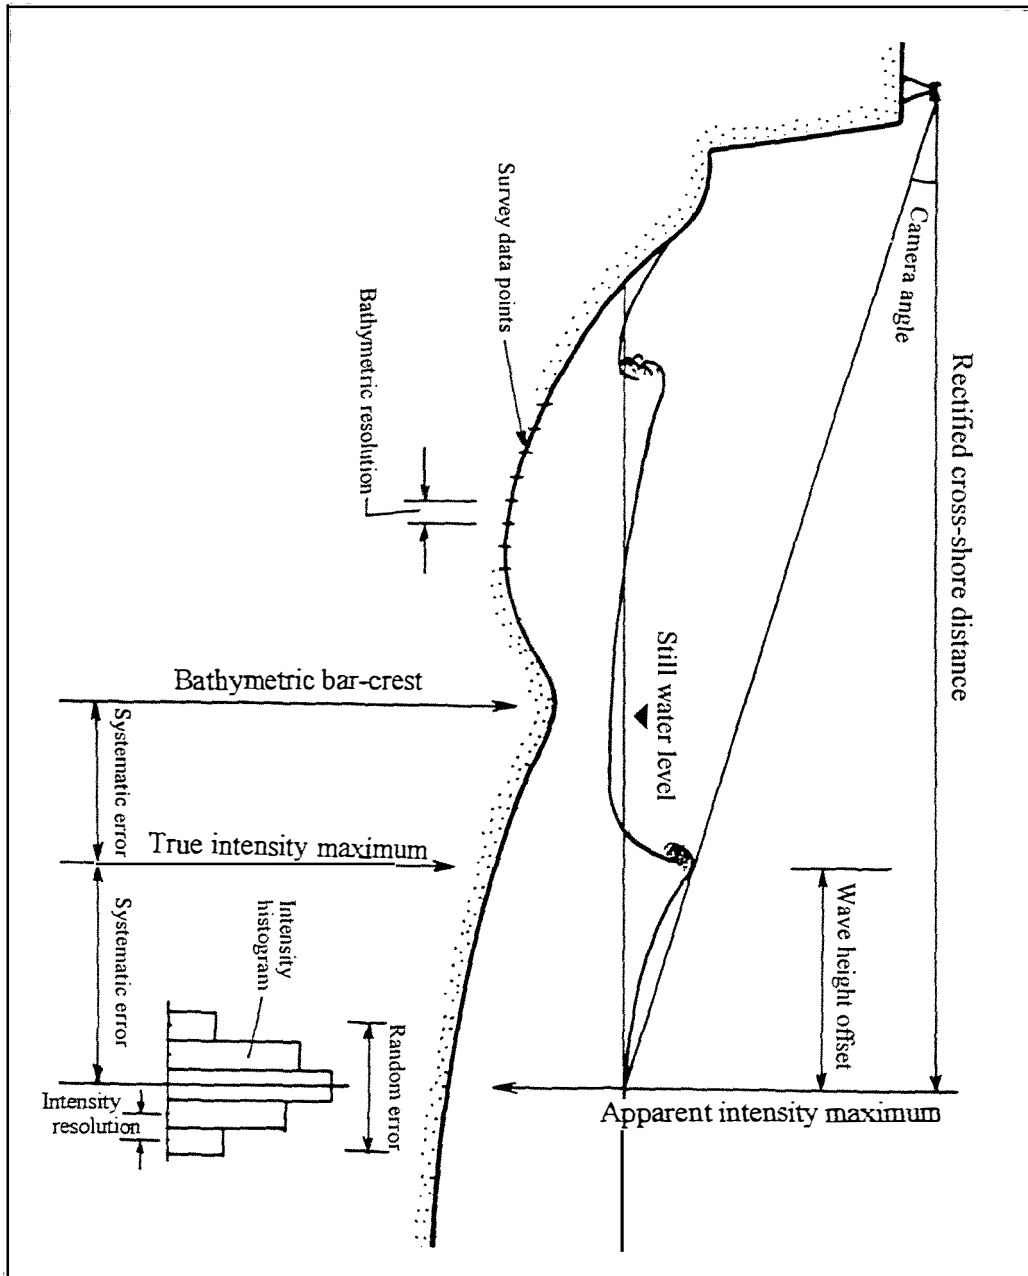 Camera angle
Rectified cross-shore distance
Survey data
points
Bathymetric
resolution
Still water level
Bathymetric bar-crest
Systematic error
True intensity maximum
Systematic error
Wave height offset
Intensity
histogram
Random error
Intensity
resolution
Apparent intensity maximum